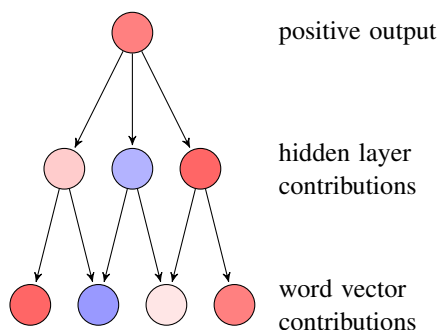 positive output
hidden layer
contributions
word vector
contributions